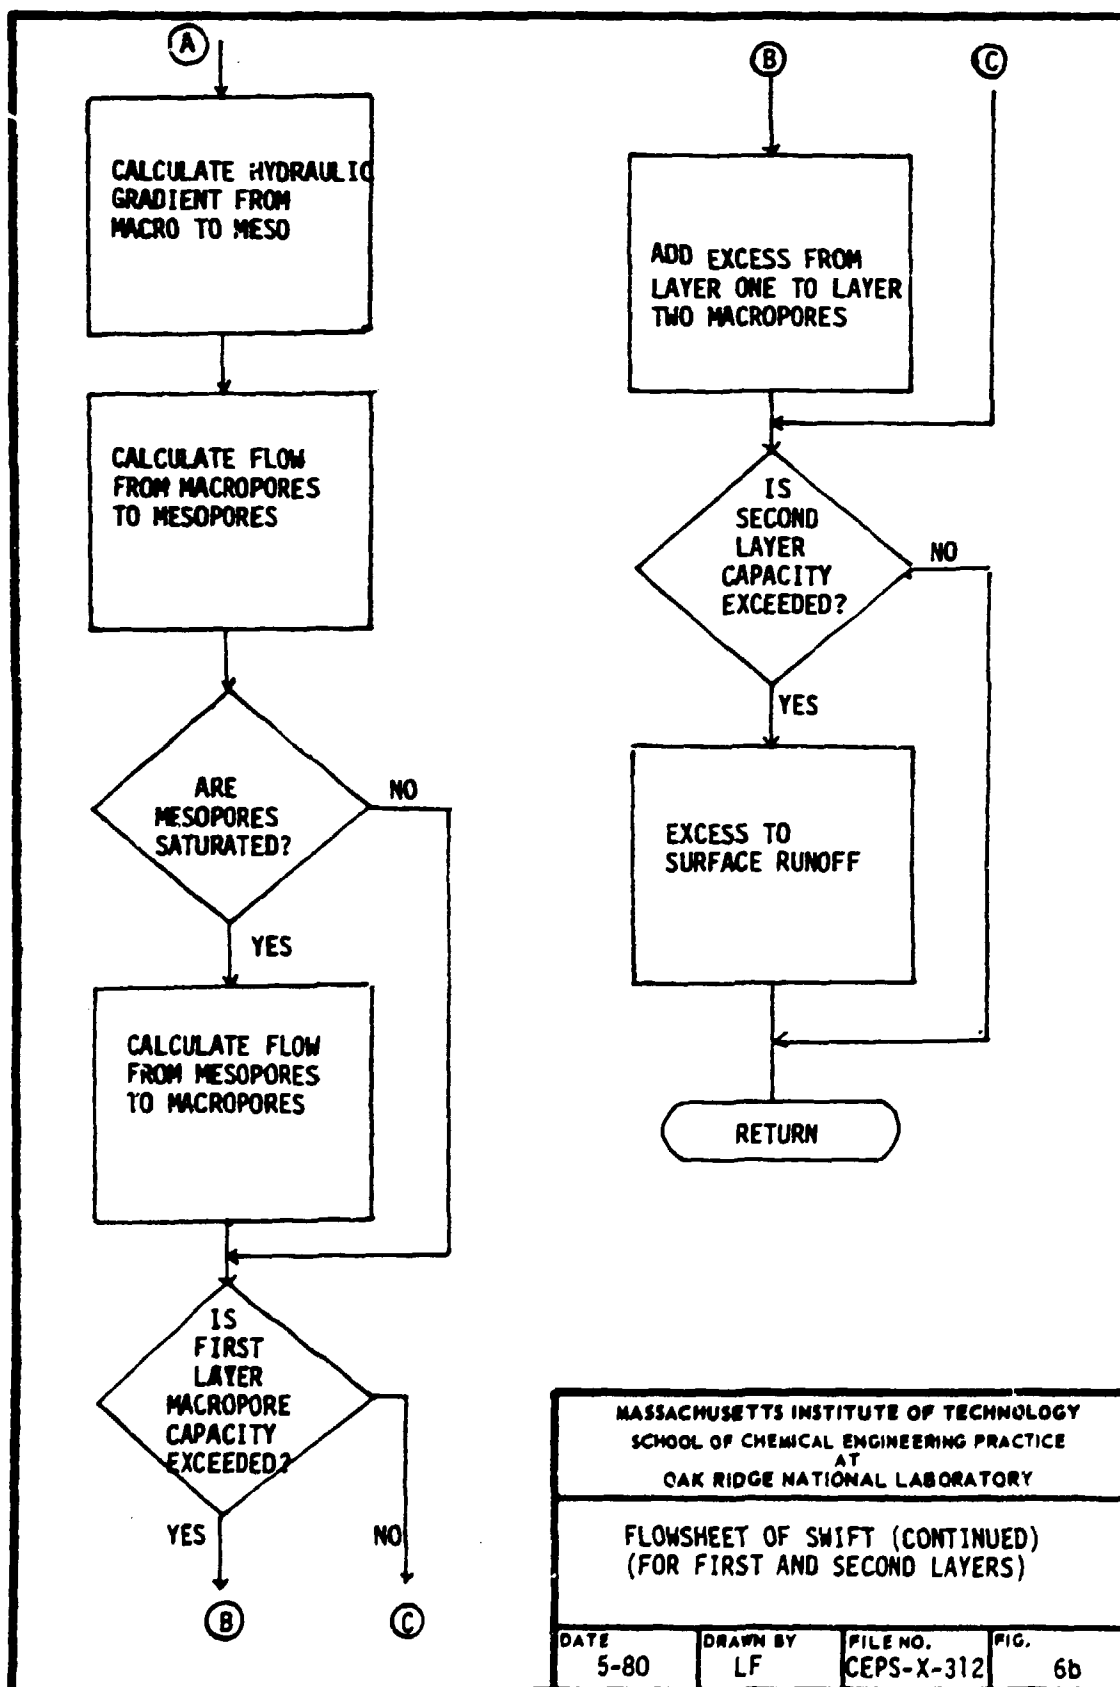 A
CALCULATE HYDRAULIC
GRADIENT FROM
MACRO TO MESO
CALCULATE FLOW
FROM MACROPORES
TO MESOPORES
ARE
MESOPORES
SATURATED?
NO
YES
CALCULATE FLOW
FROM MESOPORES
TO MACROPORES
IS
FIRST
LAYER
MACROPORE
CAPACITY
EXCEEDED?
YES
NO
B
C
B
C
ADD EXCESS FROM
LAYER ONE TO LAYER
TWO MACROPORES
IS
SECOND
LAYER
CAPACITY
EXCEEDED?
NO
YES
EXCESS TO
SURFACE RUNOFF
RETURN
MASSACHUSETTS INSTITUTE OF TECHNOLOGY
SCHOOL OF CHEMICAL ENGINEERING PRACTICE
AT
OAK RIDGE NATIONAL LABORATORY
FLOWSHEET OF SWIFT (CONTINUED)
(FOR FIRST AND SECOND LAYERS)
DATE
5-80
DRAWN BY
LF
FILE NO.
CEPS-X-312
FIG.
6b